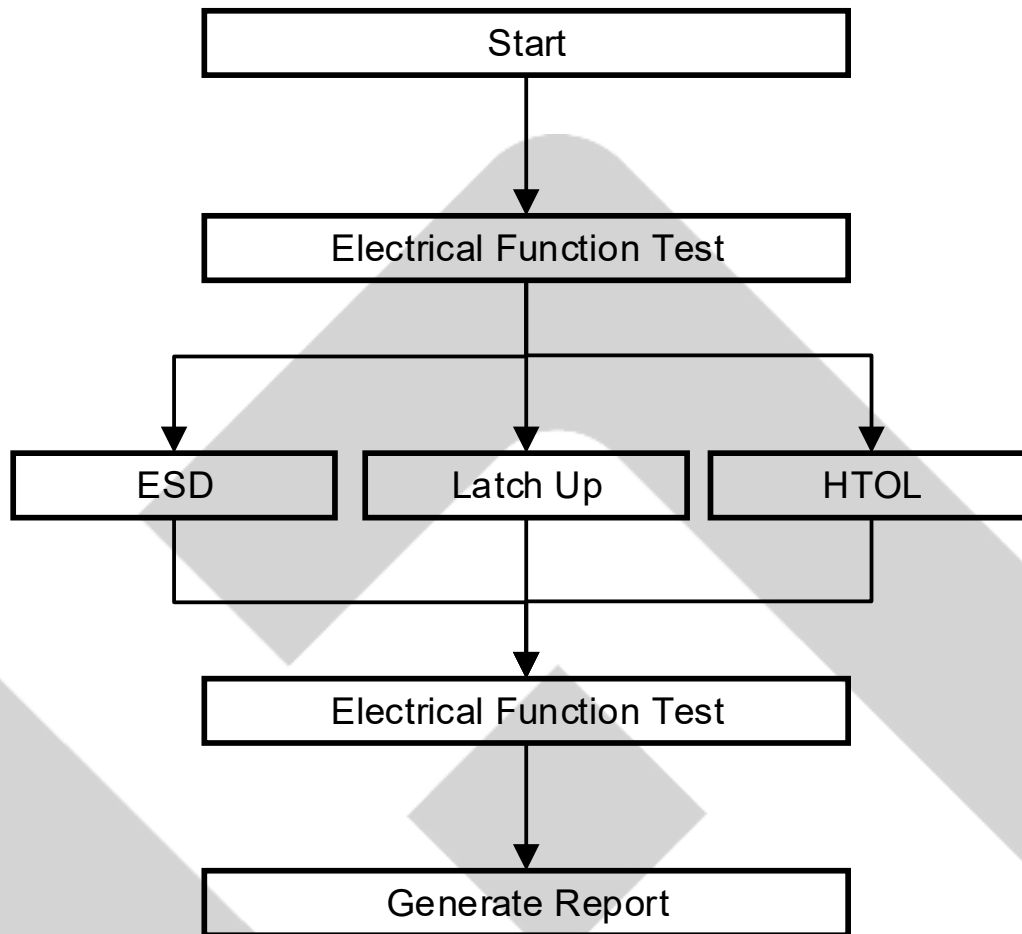 Start
Electrical Function Test
ESD
Latch Up
HTOL
Electrical Function Test
Generate Report